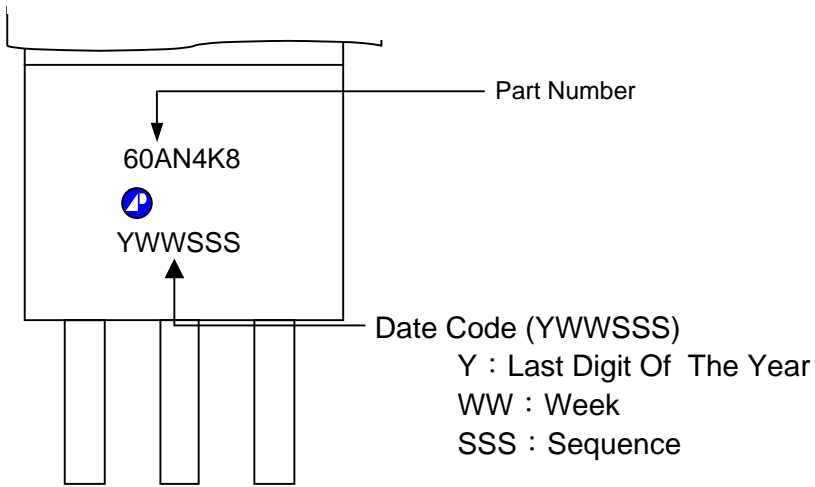 Part Number
60AN4K8
YWWSSS
Date Code (YWWSSS)
Y：Last Digit Of The Year
WW：Week
SSS：Sequence